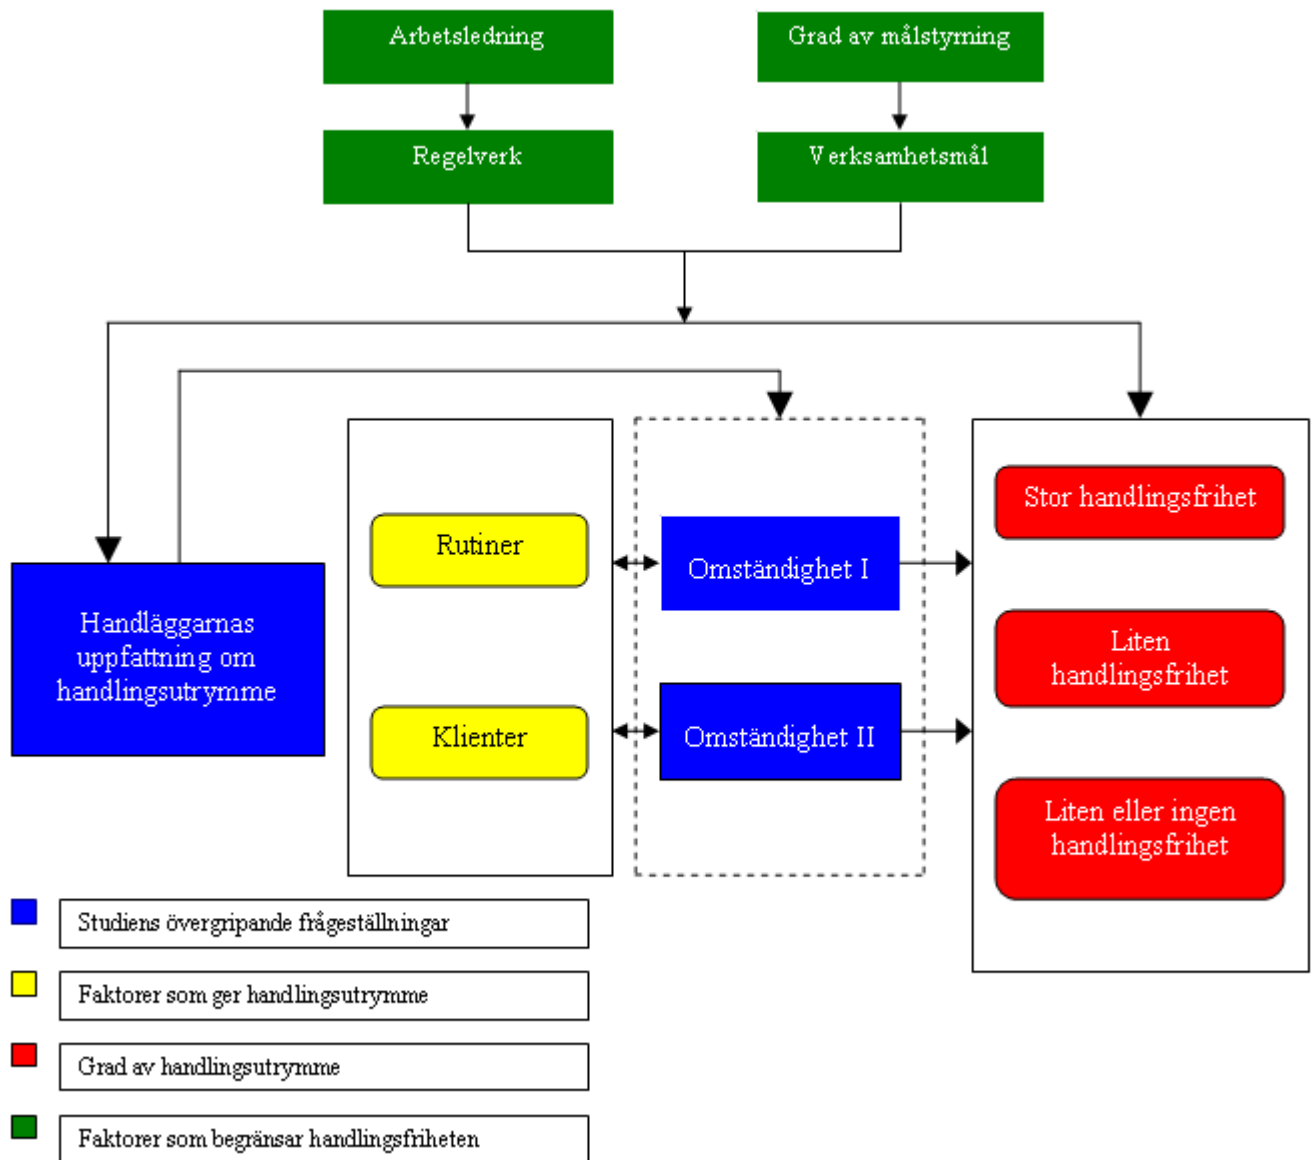 Arbetsledning
Grad av målstyrning
Regelverk
Verksamhetsmål
Handläggarnas
uppfattning om
handlingsutrymme
Rutiner
Klienter
Omständighet I
Omständighet II
Stor handlingsfrihet
Liten
handlingsfrihet
Liten eller ingen
handlingsfrihet
Studiens övergripande frågeställningar
Faktorer som ger handlingsutrymme
Grad av handlingsutrymme
Faktorer som begränsar handlingsfriheten